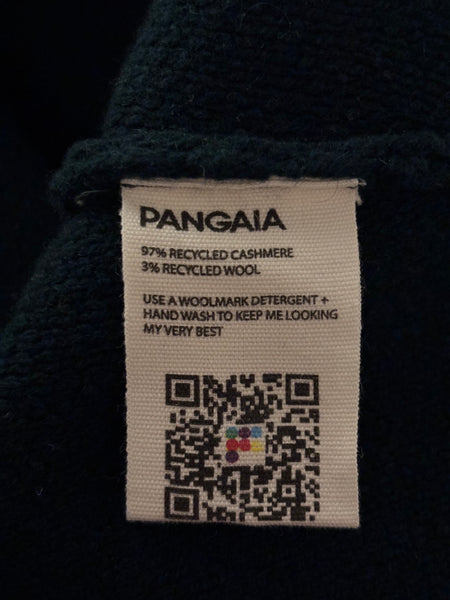 PANGAIA
97% RECYCLED CASHMERE
3% RECYCLED WOOL
USE A WOOLMARK DETERGENT +
HAND WASH TO KEEP ME LOOKING
MY VERY BEST